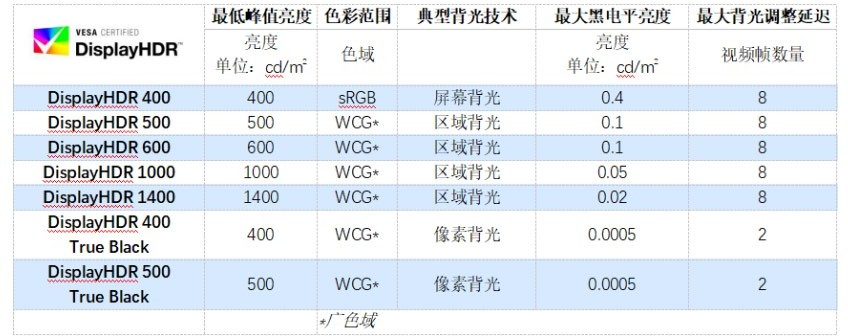 VESA CERTIFIED
DisplayHDR™
最低峰值亮度 色彩范围 典型背光技术 最大黑电平亮度 最大背光调整延迟
亮度
单位：cd/m² 色域 亮度
单位：cd/m² 视频帧数量
DisplayHDR 400 400 sRGB 屏幕背光 0.4 8
DisplayHDR 500 500 WCG* 区域背光 0.1 8
DisplayHDR 600 600 WCG* 区域背光 0.1 8
DisplayHDR 1000 1000 WCG* 区域背光 0.05 8
DisplayHDR 1400 1400 WCG* 区域背光 0.02 8
DisplayHDR 400
True Black 400 WCG* 像素背光 0.0005 2
DisplayHDR 500
True Black 500 WCG* 像素背光 0.0005 2
*广色域